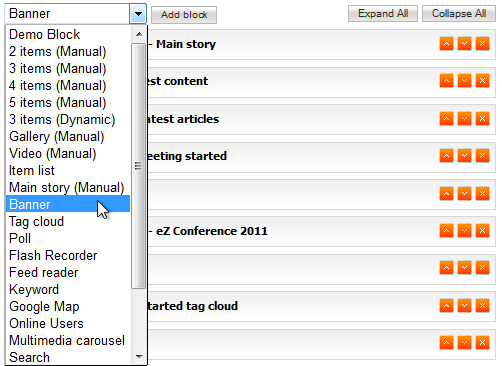 Banner
Add block
Expand All
Collapse All
Demo Block
2 items (Manual)
3 items (Manual)
4 items (Manual)
5 items (Manual)
3 items (Dynamic)
Gallery (Manual)
Video (Manual)
Item list
Main story (Manual)
Banner
Tag cloud
Poll
Flash Recorder
Feed reader
Keyword
Google Map
Online Users
Multimedia carousel
Search
- Main story
est content
atest articles
eeting started
- eZ Conference 2011
tarted tag cloud